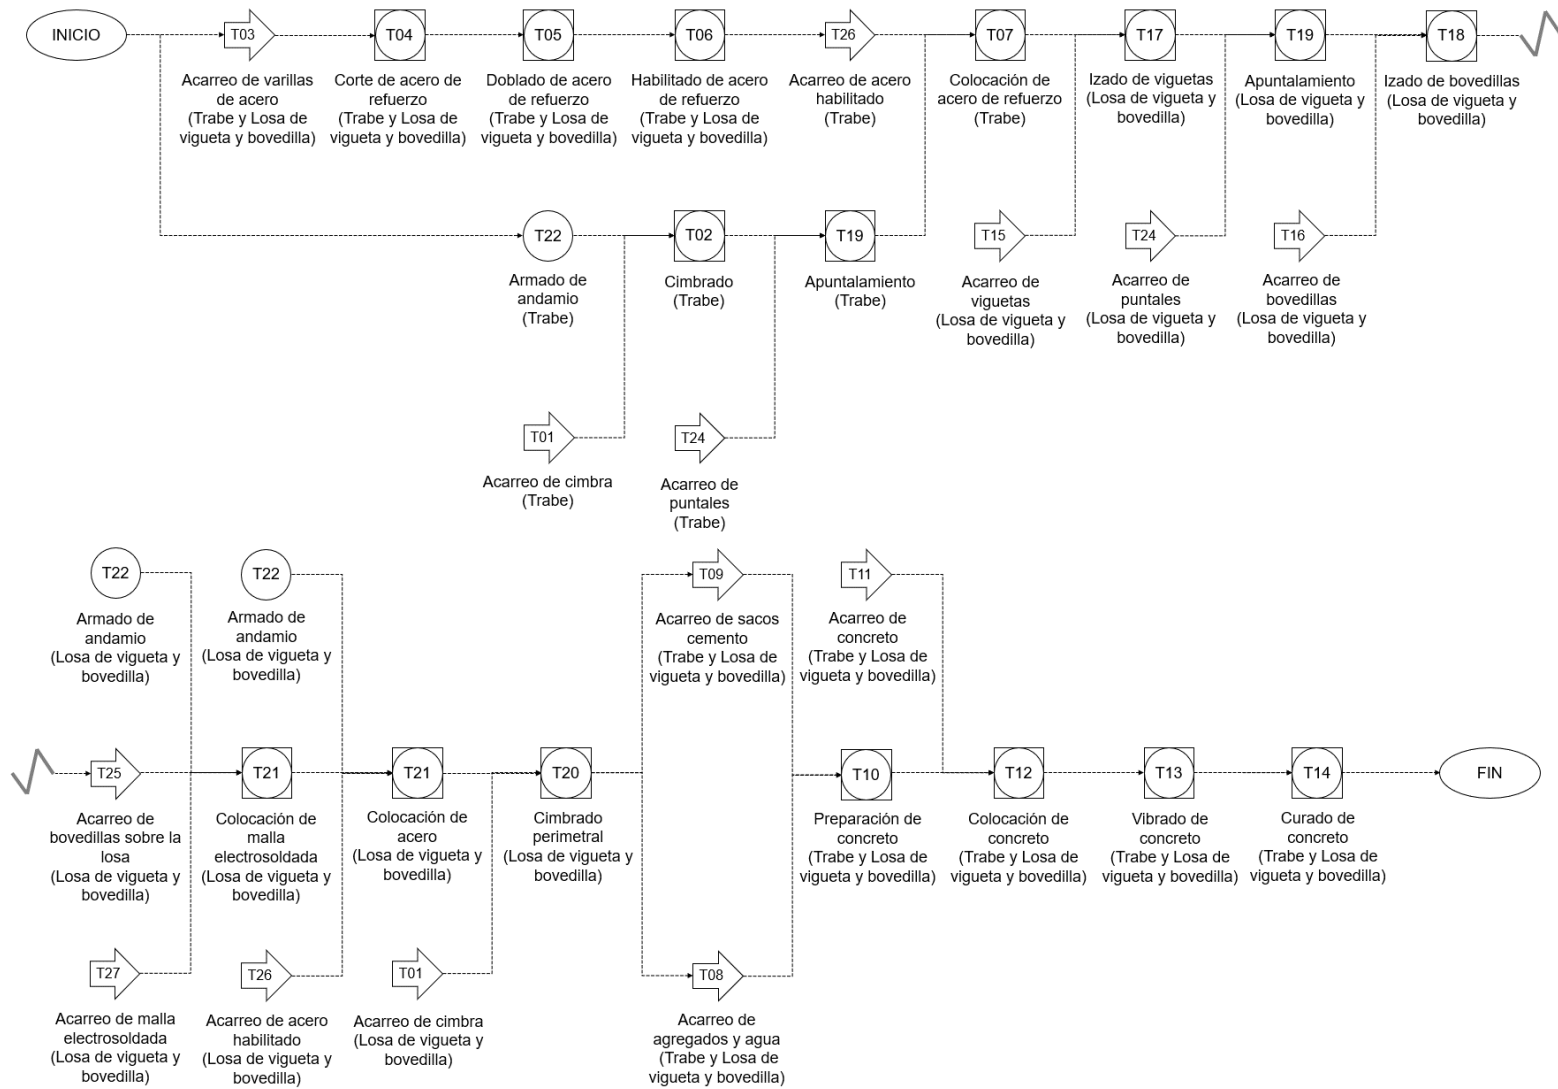 INICIO
T03
Acarreo de varillas
de acero
(Trabe y Losa de
vigueta y bovedilla)
T04
Corte de acero de
refuerzo
(Trabe y Losa de
vigueta y bovedilla)
T05
Doblado de acero
de refuerzo
(Trabe y Losa de
vigueta y bovedilla)
T06
Habilitado de acero
de refuerzo
(Trabe y Losa de
vigueta y bovedilla)
T26
Acarreo de acero
habilitado
(Trabe)
T07
Colocación de
acero de refuerzo
(Trabe)
T17
Izado de viguetas
(Losa de vigueta y
bovedilla)
T19
Apuntalamiento
(Losa de vigueta y
bovedilla)
T18
Izado de bovedillas
(Losa de vigueta y
bovedilla)
T22
Armado de
andamio
(Trabe)
T02
Cimbrado
(Trabe)
T19
Apuntalamiento
(Trabe)
T15
Acarreo de
viguetas
(Losa de vigueta y
bovedilla)
T24
Acarreo de
puntales
(Losa de vigueta y
bovedilla)
T16
Acarreo de
bovedillas
(Losa de vigueta y
bovedilla)
T01
Acarreo de cimbra
(Trabe)
T24
Acarreo de
puntales
(Trabe)
T22
Armado de
andamio
(Losa de vigueta y
bovedilla)
T22
Armado de
andamio
(Losa de vigueta y
bovedilla)
T09
Acarreo de sacos
cemento
(Trabe y Losa de
vigueta y bovedilla)
T11
Acarreo de
concreto
(Trabe y Losa de
vigueta y bovedilla)
T25
Acarreo de
bovedillas sobre la
losa
(Losa de vigueta y
bovedilla)
T21
Colocación de
malla
electrosoldada
(Losa de vigueta y
bovedilla)
T21
Colocación de
acero
(Losa de vigueta y
bovedilla)
T20
Cimbrado
perimetral
(Losa de vigueta y
bovedilla)
T10
Preparación de
concreto
(Trabe y Losa de
vigueta y bovedilla)
T12
Colocación de
concreto
(Trabe y Losa de
vigueta y bovedilla)
T13
Vibrado de
concreto
(Trabe y Losa de
vigueta y bovedilla)
T14
Curado de
concreto
(Trabe y Losa de
vigueta y bovedilla)
FIN
T27
Acarreo de malla
electrosoldada
(Losa de vigueta y
bovedilla)
T26
Acarreo de acero
habilitado
(Losa de vigueta y
bovedilla)
T01
Acarreo de cimbra
(Losa de vigueta y
bovedilla)
T08
Acarreo de
agregados y agua
(Trabe y Losa de
vigueta y bovedilla)